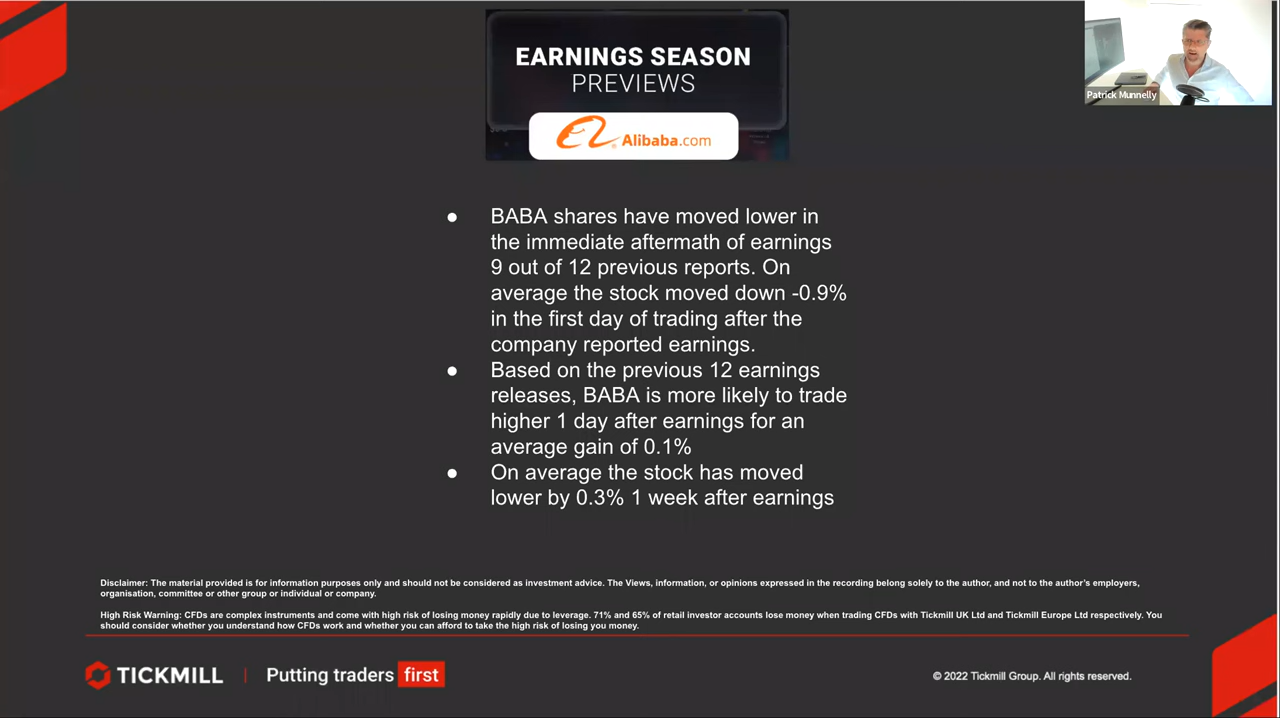 EARNINGS SEASON
PREVIEWS
Alibaba.com
Patrick Munnelly
● BABA shares have moved lower in
the immediate aftermath of earnings
9 out of 12 previous reports. On
average the stock moved down -0.9%
in the first day of trading after the
company reported earnings.
● Based on the previous 12 earnings
releases, BABA is more likely to trade
higher 1 day after earnings for an
average gain of 0.1%
● On average the stock has moved
lower by 0.3% 1 week after earnings
Disclaimer: The material provided is for information purposes only and should not be considered as investment advice. The Views, information, or opinions expressed in the recording belong solely to the author, and not to the author's employers,
organisation, committee or other group or individual or company.
High Risk Warning: CFDs are complex instruments and come with high risk of losing money rapidly due to leverage. 71% and 65% of retail investor accounts lose money when trading CFDs with Tickmill UK Ltd and Tickmill Europe Ltd respectively. You
should consider whether you understand how CFDs work and whether you can afford to take the high risk of losing you money.
TICKMILL | Putting traders first
© 2022 Tickmill Group. All rights reserved.